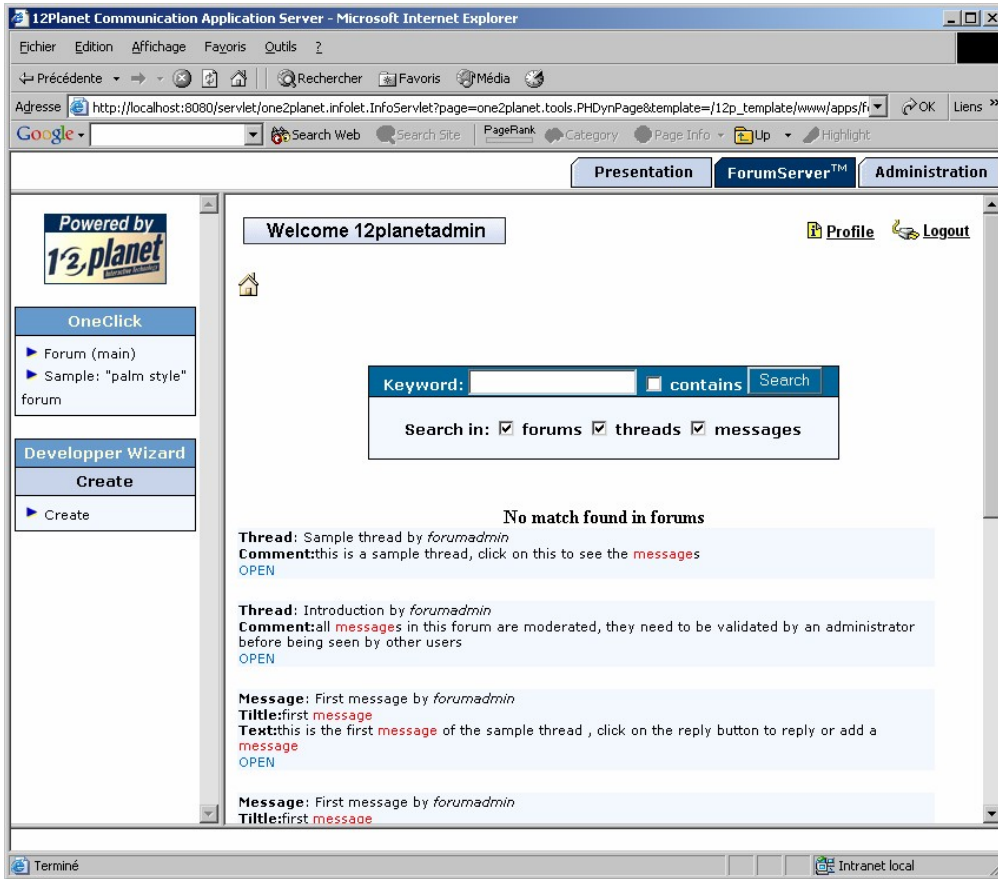 12Planet Communication Application Server - Microsoft Internet Explorer
Fichier Edition Affichage Favoris Outils ?
Précédente Rechercher Favoris Média
Adresse http://localhost:8080/servlet/one2planet.infolet.InfoServlet?page=one2planet.tools.PHDynPage&template=/12p_template/www/apps/f OK Liens »
Google Search Web Search Site PageRank Category Page Info Up Highlight
Presentation ForumServer™ Administration
Powered by
12planet
Interactive Technology
OneClick
Forum (main)
Sample: "palm style"
forum
Developper Wizard
Create
Create
Welcome 12planetadmin
Profile Logout
Keyword: contains Search
Search in: forums threads messages
No match found in forums
Thread: Sample thread by forumadmin
Comment:this is a sample thread, click on this to see the messages
OPEN
Thread: Introduction by forumadmin
Comment:all messages in this forum are moderated, they need to be validated by an administrator
before being seen by other users
OPEN
Message: First message by forumadmin
Tiltle:first message
Text:this is the first message of the sample thread , click on the reply button to reply or add a
message
OPEN
Message: First message by forumadmin
Tiltle:first message
Terminé Intranet local